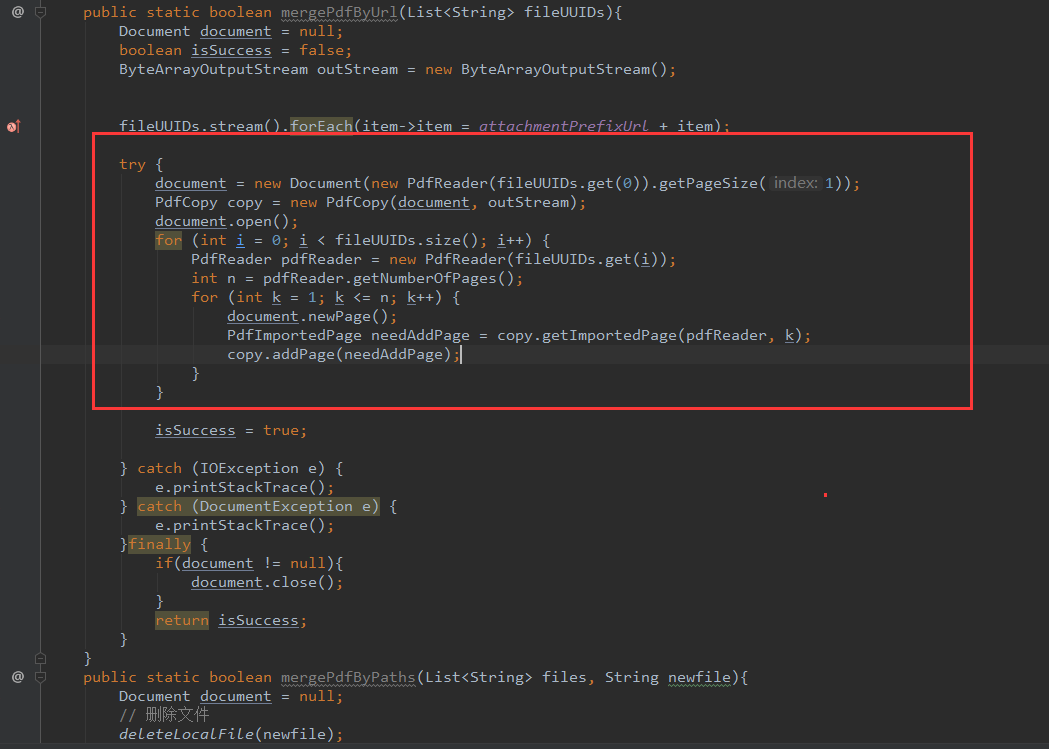 public static boolean mergePdfByUrl(List<String> fileUUIDs){
Document document = null;
boolean isSuccess = false;
ByteArrayOutputStream outStream = new ByteArrayOutputStream();
fileUUIDs.stream().forEach(item->item = attachmentPrefixUrl + item);
try {
document = new Document(new PdfReader(fileUUIDs.get(0)).getPageSize( index: 1));
PdfCopy copy = new PdfCopy(document, outStream);
document.open();
for (int i = 0; i < fileUUIDs.size(); i++) {
PdfReader pdfReader = new PdfReader(fileUUIDs.get(i));
int n = pdfReader.getNumberOfPages();
for (int k = 1; k <= n; k++) {
document.newPage();
PdfImportedPage needAddPage = copy.getImportedPage(pdfReader, k);
copy.addPage(needAddPage);
}
}
isSuccess = true;
} catch (IOException e) {
e.printStackTrace();
} catch (DocumentException e) {
e.printStackTrace();
}finally {
if(document != null){
document.close();
}
return isSuccess;
}
}
@ public static boolean mergePdfByPaths(List<String> files, String newfile){
Document document = null;
// 删除文件
deleteLocalFile(newfile);